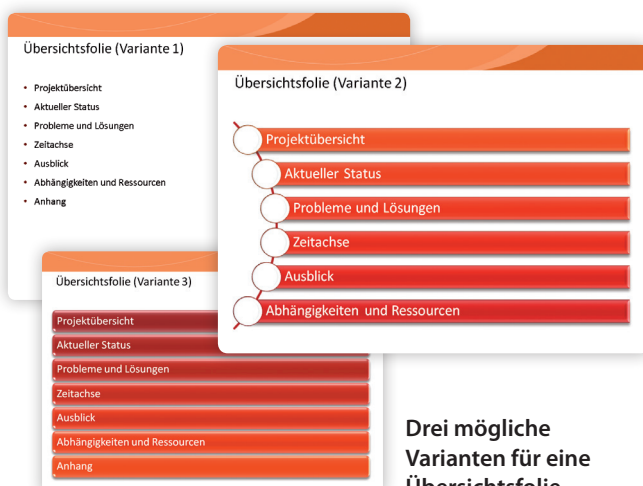 Übersichtsfolie (Variante 1)
• Projektübersicht
• Aktueller Status
• Probleme und Lösungen
• Zeitachse
• Ausblick
• Abhängigkeiten und Ressourcen
• Anhang
Übersichtsfolie (Variante 2)
Projektübersicht
Aktueller Status
Probleme und Lösungen
Zeitachse
Ausblick
Abhängigkeiten und Ressourcen
Übersichtsfolie (Variante 3)
Projektübersicht
Aktueller Status
Probleme und Lösungen
Zeitachse
Ausblick
Abhängigkeiten und Ressourcen
Anhang
Drei mögliche
Varianten für eine
Übersichtsfolie